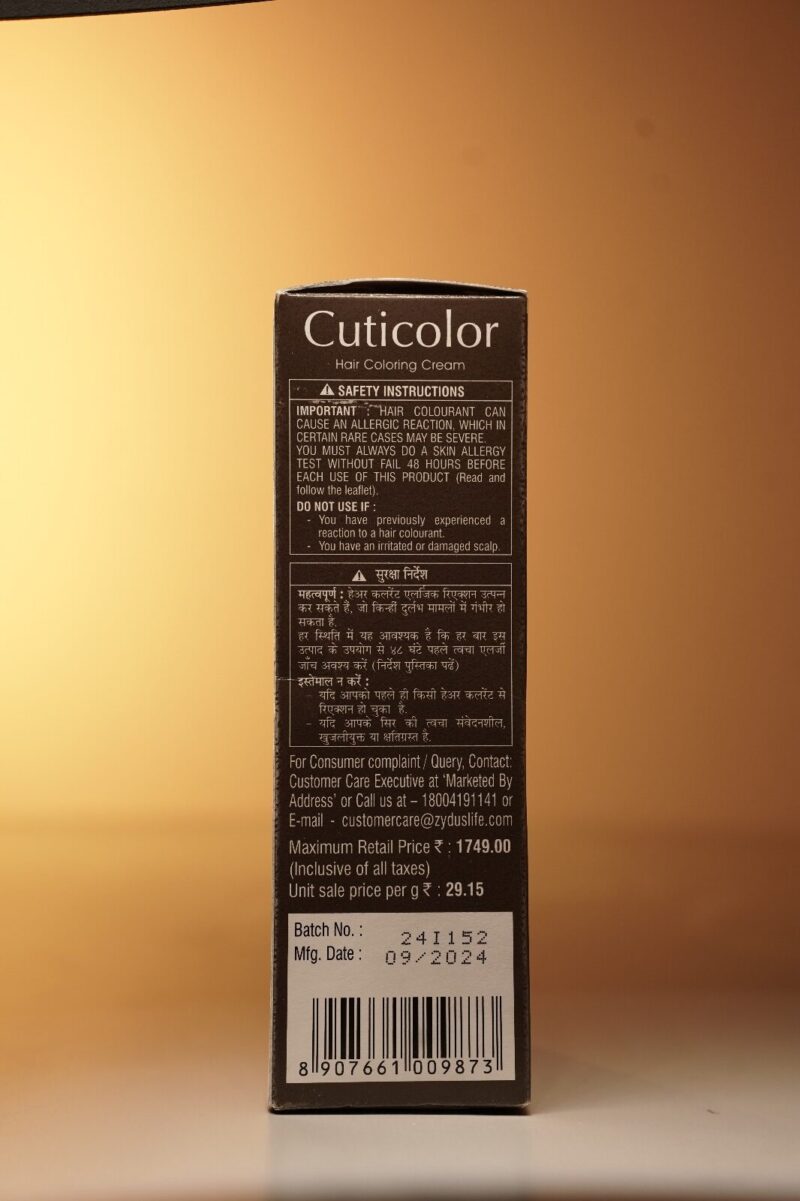 Cuticolor
Hair Coloring Cream
⚠ SAFETY INSTRUCTIONS
IMPORTANT : HAIR COLOURANT CAN
CAUSE AN ALLERGIC REACTION, WHICH IN
CERTAIN RARE CASES MAY BE SEVERE.
YOU MUST ALWAYS DO A SKIN ALLERGY
TEST WITHOUT FAIL 48 HOURS BEFORE
EACH USE OF THIS PRODUCT (Read and
follow the leaflet).
DO NOT USE IF :
- You have previously experienced a
reaction to a hair colourant.
- You have an irritated or damaged scalp.
⚠ सुरक्षा निर्देश
महत्वपूर्ण : हेअर कलरेंट एलर्जिक रिएक्शन उत्पन्न
कर सकते हैं, जो किन्हीं दुर्लभ मामलों में गंभीर हो
सकता है.
हर स्थिति में यह आवश्यक है कि हर बार इस
उत्पाद के उपयोग से ४८ घंटे पहले त्वचा एलर्जी
जाँच अवश्य करें (निर्देश पुस्तिका पढें)
इस्तेमाल न करें :
- यदि आपको पहले ही किसी हेअर कलरेंट से
रिएक्शन हो चुका है.
- यदि आपके सिर की त्वचा संवेदनशील,
खुजलीयुक्त या क्षतिग्रस्त है.
For Consumer complaint / Query, Contact:
Customer Care Executive at 'Marketed By
Address' or Call us at – 18004191141 or
E-mail - customercare@zyduslife.com
Maximum Retail Price ₹ : 1749.00
(Inclusive of all taxes)
Unit sale price per g ₹ : 29.15
Batch No. : 24I152
Mfg. Date : 09/2024
8 907661 009873